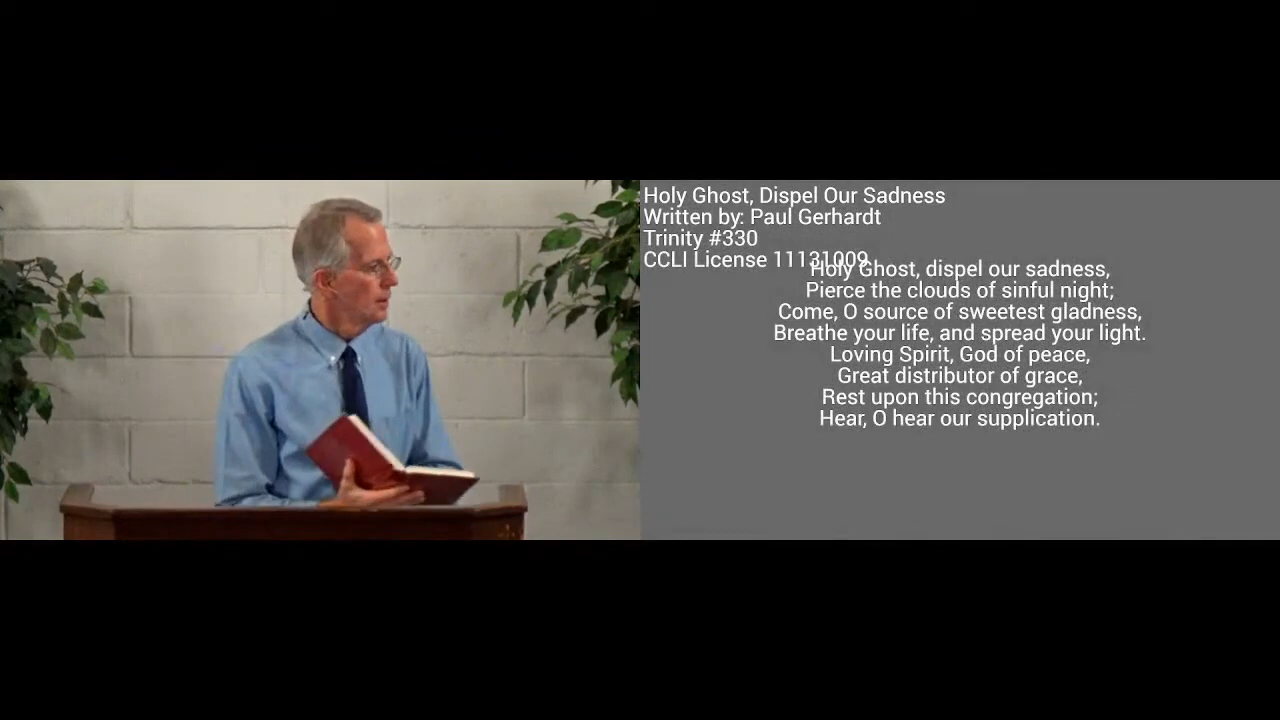 Holy Ghost, Dispel Our Sadness
Written by: Paul Gerhardt
Trinity #330
CCLI License 11131009
Holy Ghost, dispel our sadness,
Pierce the clouds of sinful night;
Come, O source of sweetest gladness,
Breathe your life, and spread your light.
Loving Spirit, God of peace,
Great distributor of grace,
Rest upon this congregation;
Hear, O hear our supplication.